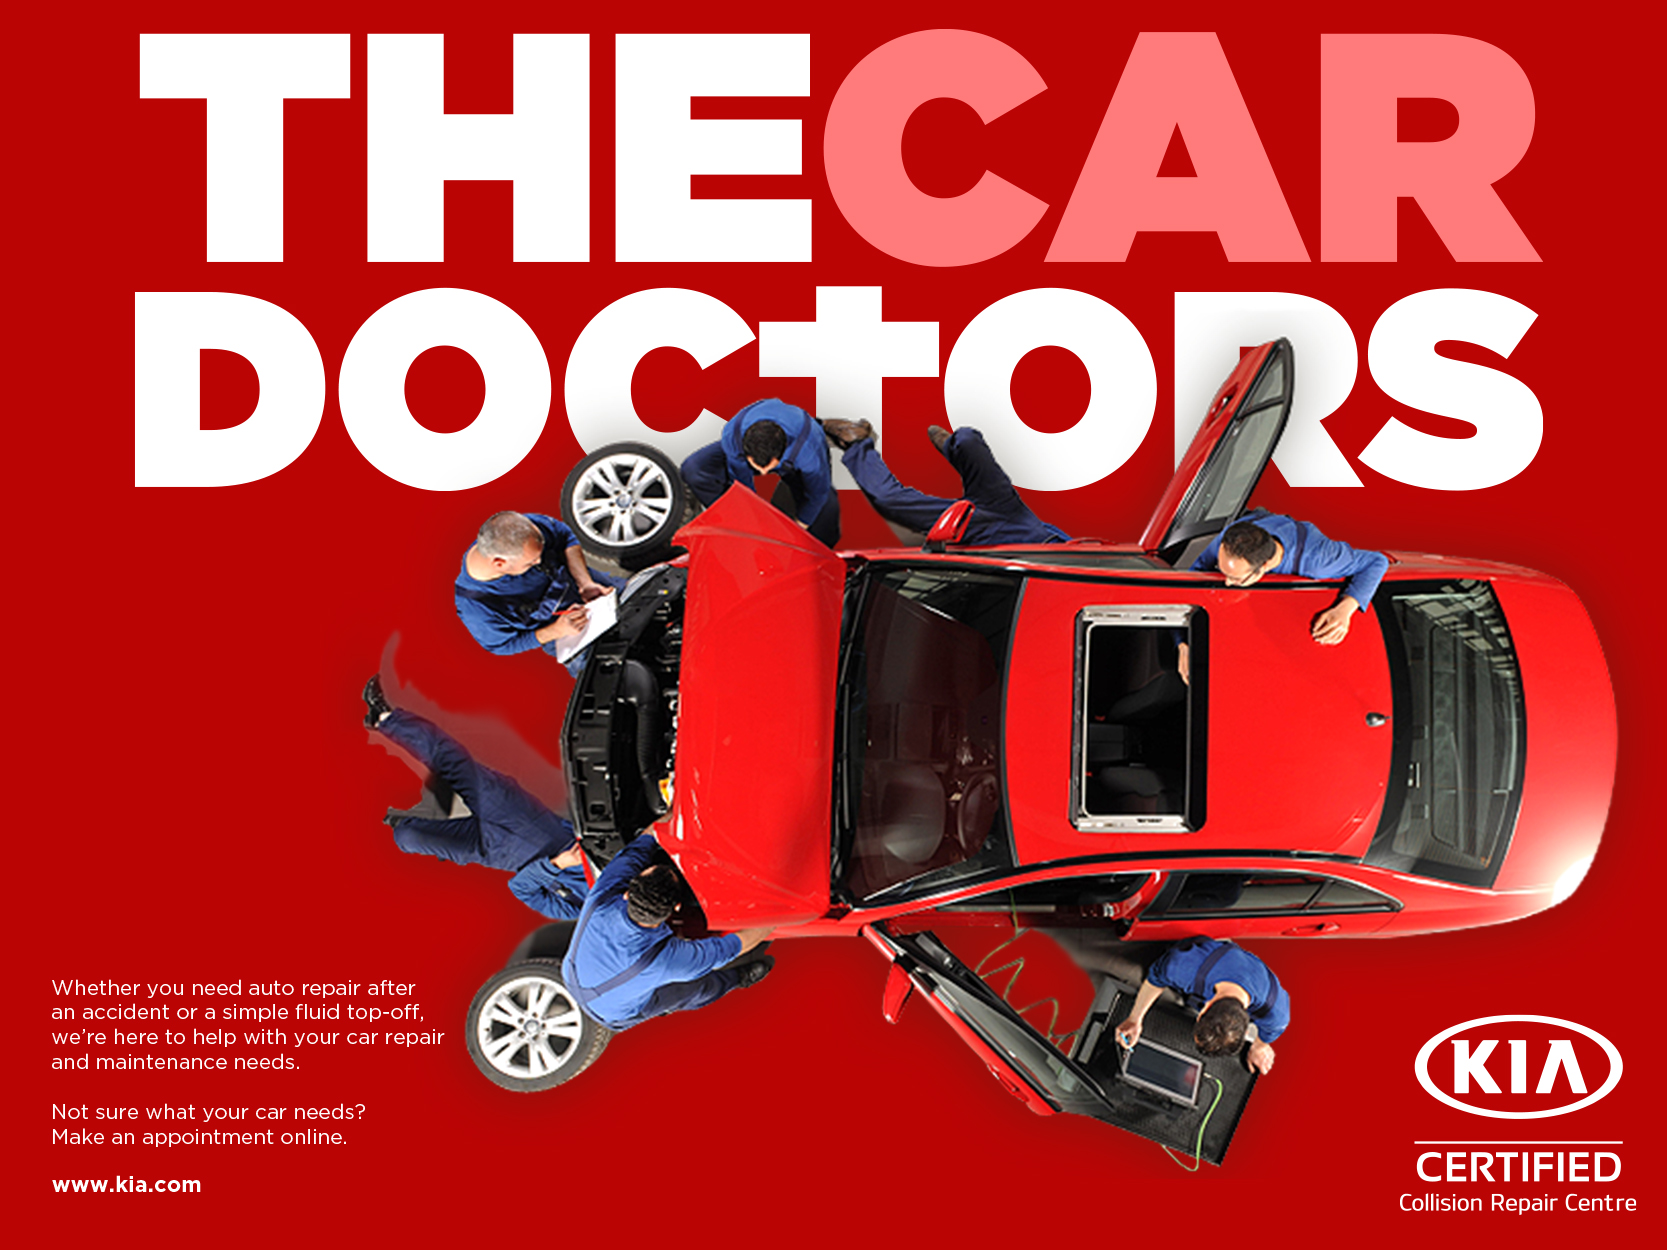 THECAR
DOCTORS
Whether you need auto repair after
an accident or a simple fluid top-off,
we're here to help with your car repair
and maintenance needs.
Not sure what your car needs?
Make an appointment online.
www.kia.com
KIA
CERTIFIED
Collision Repair Centre